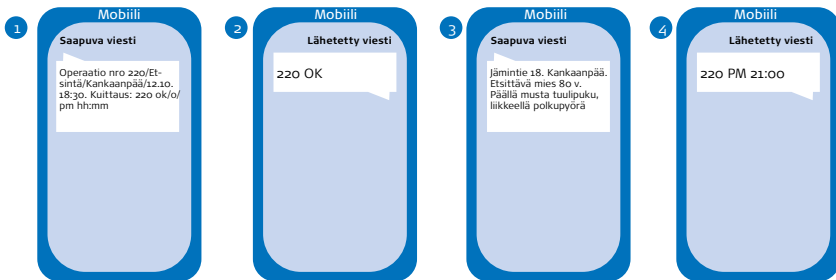 1
Mobiili
Saapuva viesti
Operaatio nro 220/Et-
sintä/Kankaanpää/12.10.
18:30. Kuittaus: 220 ok/o/
pm hh:mm
2
Mobiili
Lähetetty viesti
220 OK
3
Mobiili
Saapuva viesti
Jämintie 18. Kankaanpää.
Etsittävä mies 80 v.
Päällä musta tuulipuku,
liikkeellä polkupyörä
4
Mobiili
Lähetetty viesti
220 PM 21:00